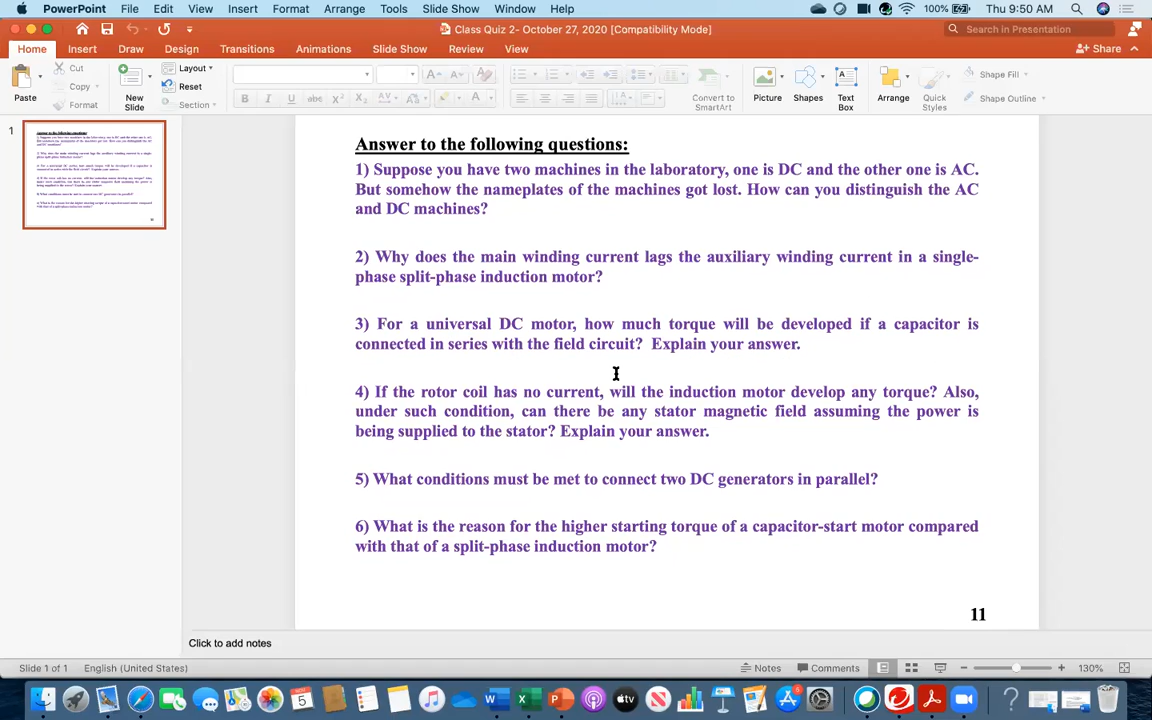 PowerPoint File Edit View Insert Format Arrange Tools Slide Show Window Help 100% Thu 9:50 AM
Class Quiz 2- October 27, 2020 [Compatibility Mode] Search in Presentation
Home Insert Draw Design Transitions Animations Slide Show Review View Share
Paste Cut Copy Format New Slide Layout Reset Section
Convert to SmartArt Picture Shapes Text Box Arrange Quick Styles Shape Fill Shape Outline
1
Answer to the following questions:
1) Suppose you have two machines in the laboratory, one is DC and the other one is AC.
But somehow the nameplates of the machines got lost. How can you distinguish the AC
and DC machines?
2) Why does the main winding current lags the auxiliary winding current in a single-
phase split-phase induction motor?
3) For a universal DC motor, how much torque will be developed if a capacitor is
connected in series with the field circuit? Explain your answer.
4) If the rotor coil has no current, will the induction motor develop any torque? Also,
under such condition, can there be any stator magnetic field assuming the power is
being supplied to the stator? Explain your answer.
5) What conditions must be met to connect two DC generators in parallel?
6) What is the reason for the higher starting torque of a capacitor-start motor compared
with that of a split-phase induction motor?
11
Click to add notes
Slide 1 of 1 English (United States) Notes Comments 130%